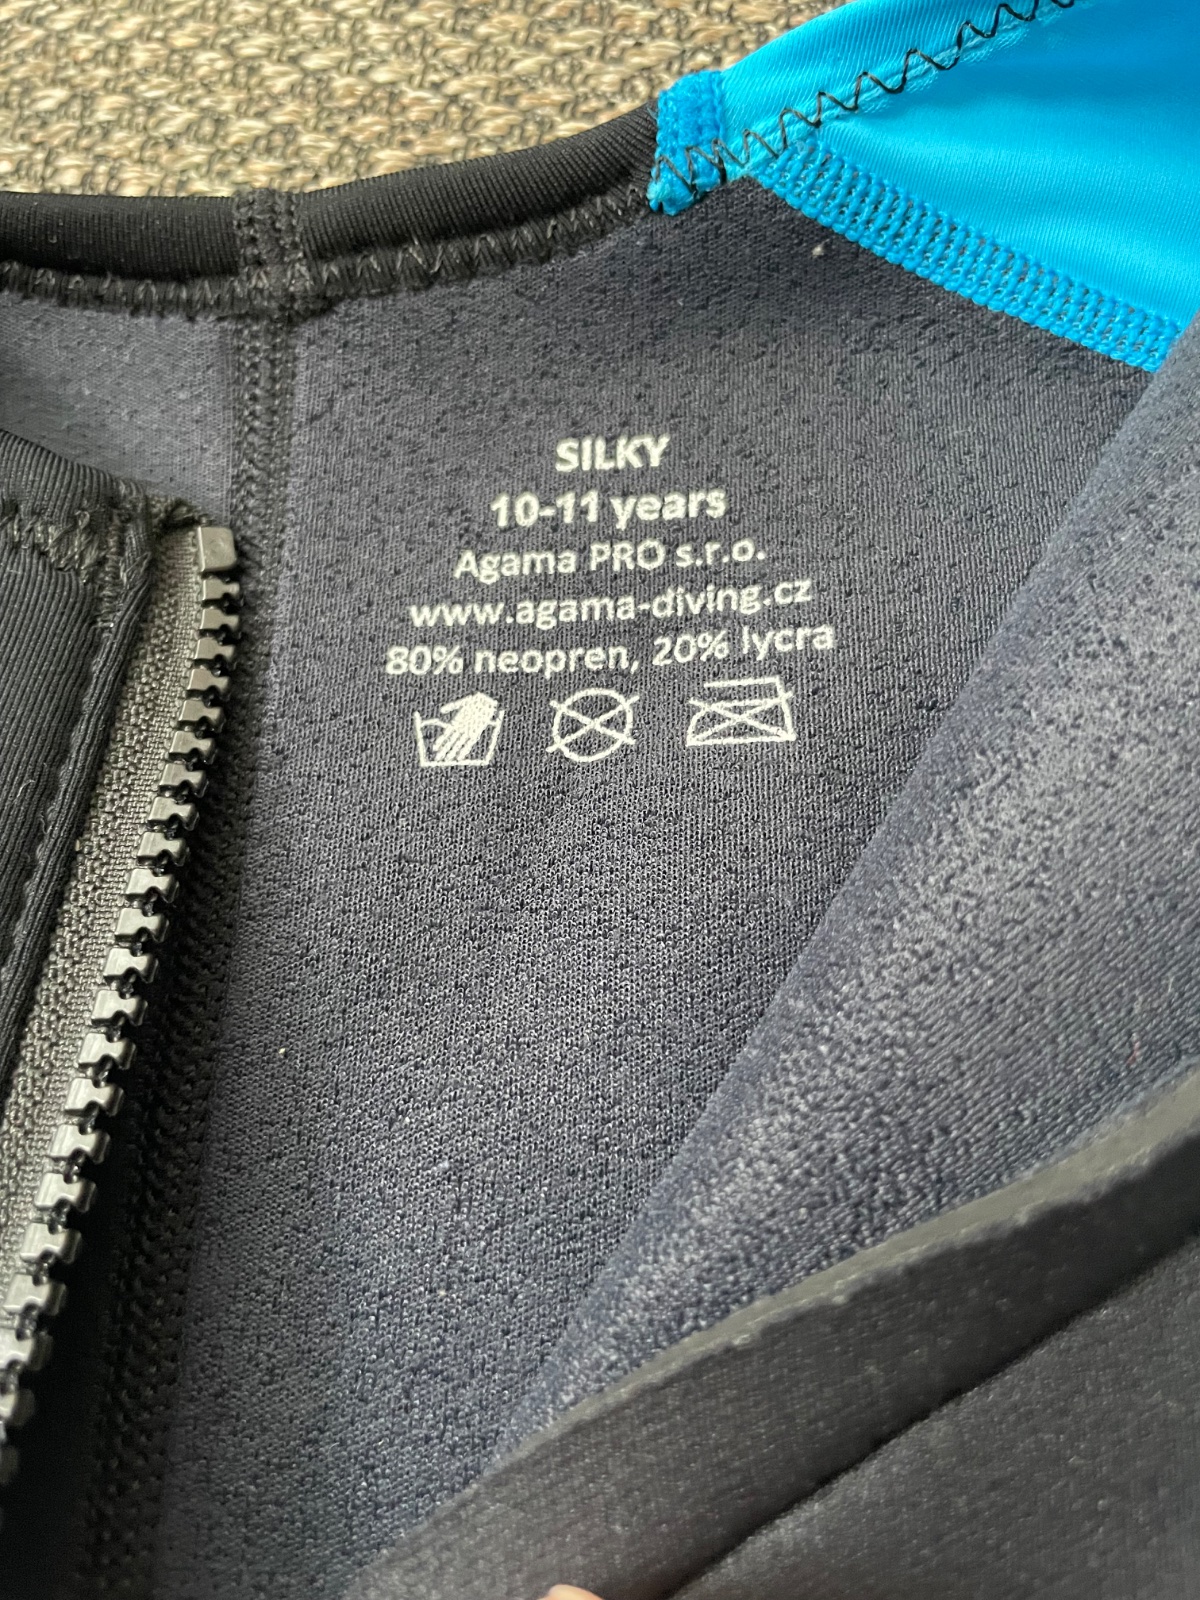 SILKY
10-11 years
Agama PRO s.r.o.
www.agama-diving.cz
80% neopren, 20% lycra